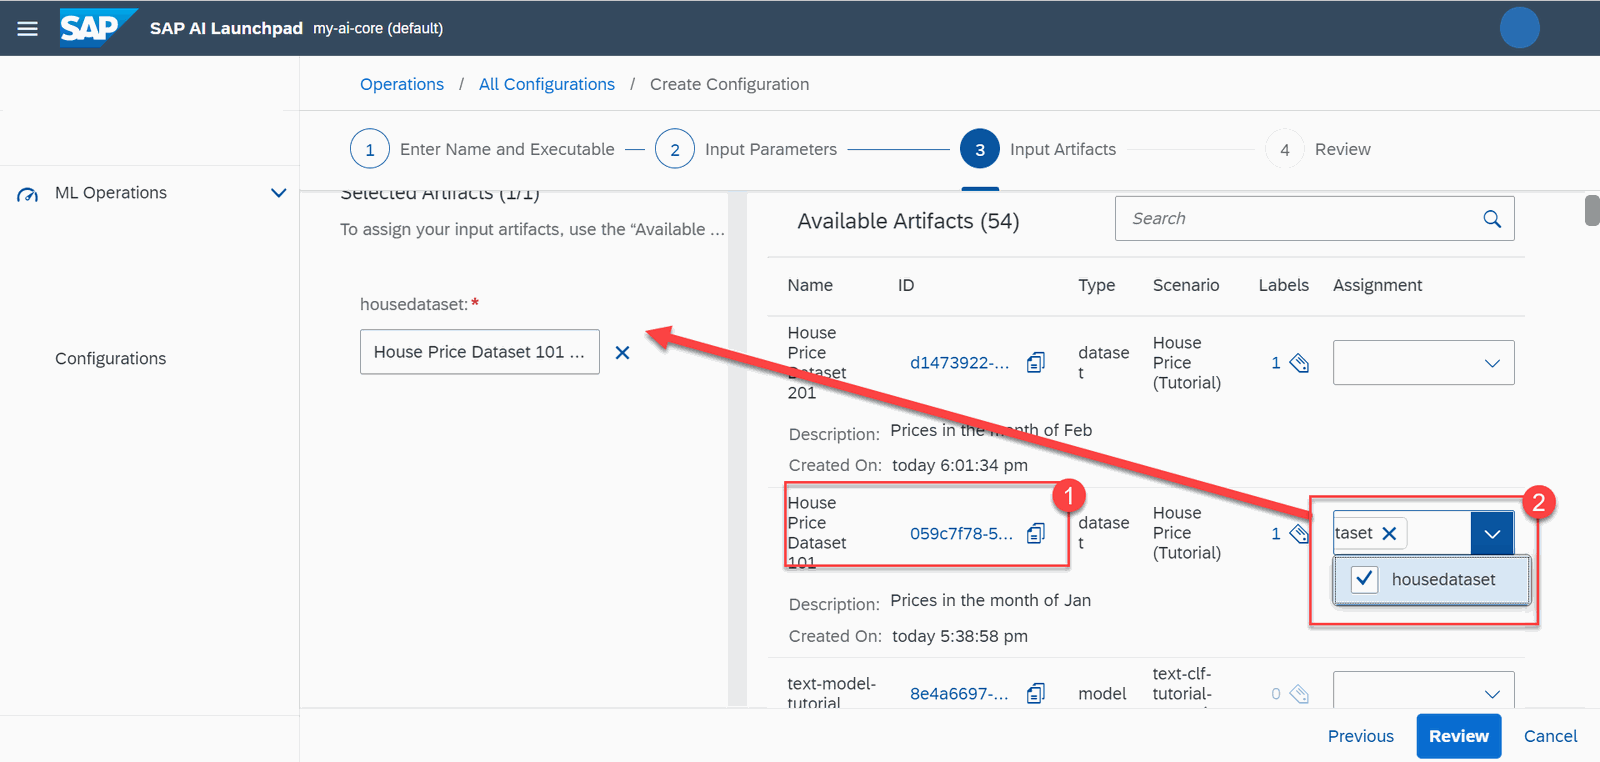 SAP SAP AI Launchpad my-ai-core (default)
Operations / All Configurations / Create Configuration
1 Enter Name and Executable 2 Input Parameters 3 Input Artifacts 4 Review
ML Operations
Configurations
Selected Artifacts (1/1)
To assign your input artifacts, use the “Available ...
housedataset:*
House Price Dataset 101 ...
Available Artifacts (54)
Search
Name ID Type Scenario Labels Assignment
House
Price
Dataset
201
d1473922-...
datase
t
House
Price
(Tutorial)
1
Description: Prices in the month of Feb
Created On: today 6:01:34 pm
1
House
Price
Dataset
101
059c7f78-5...
datase
t
House
Price
(Tutorial)
1
2
taset
housedataset
Description: Prices in the month of Jan
Created On: today 5:38:58 pm
text-model-
tutorial
8e4a6697-...
model
text-clf-
tutorial-
0
Previous Review Cancel